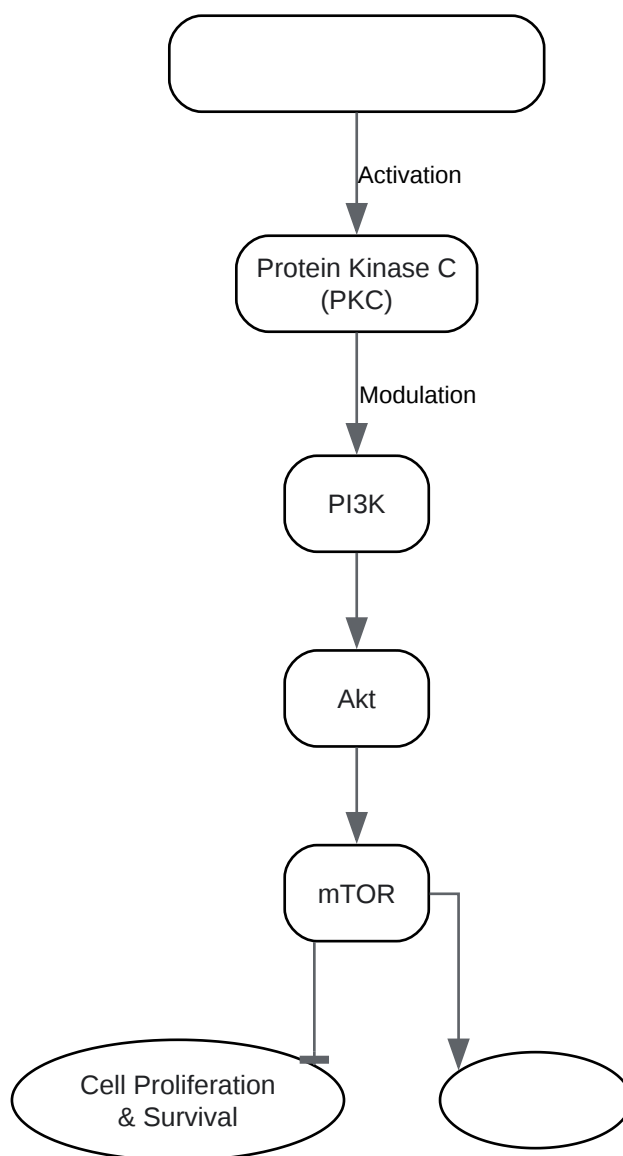 Activation
Protein Kinase C
(PKC)
Modulation
PI3K
Akt
mTOR
Cell Proliferation
& Survival